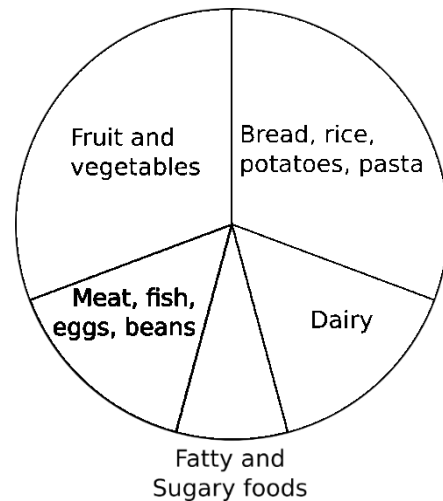 Fruit and
vegetables
Bread, rice,
potatoes, pasta
Meat, fish,
eggs, beans
Dairy
Fatty and
Sugary foods